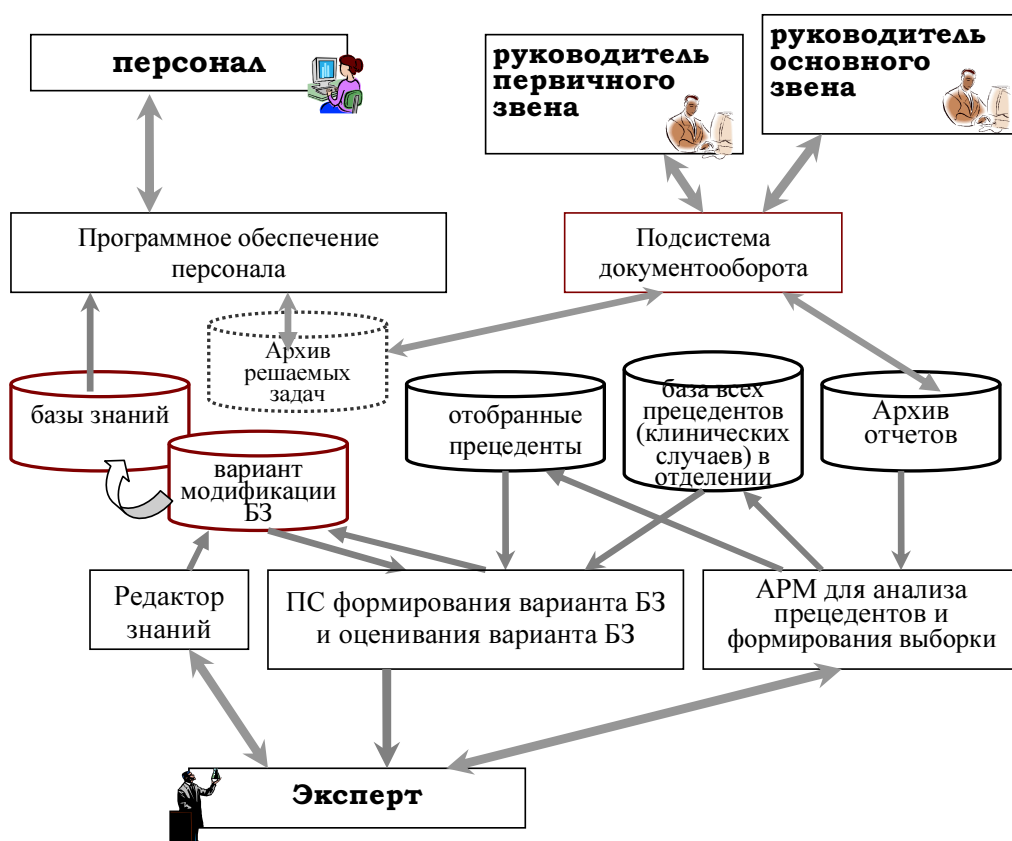 персонал
руководитель
первичного
звена
руководитель
основного
звена
Программное обеспечение
персонала
Подсистема
документооборота
Архив
решаемых
задач
базы знаний
вариант
модификации
БЗ
отобранные
прецеденты
база всех
прецедентов
(клинических
случаев) в
отделении
Архив
отчетов
Редактор
знаний
ПС формирования варианта БЗ
и оценивания варианта БЗ
АРМ для анализа
прецедентов и
формирования выборки
Эксперт